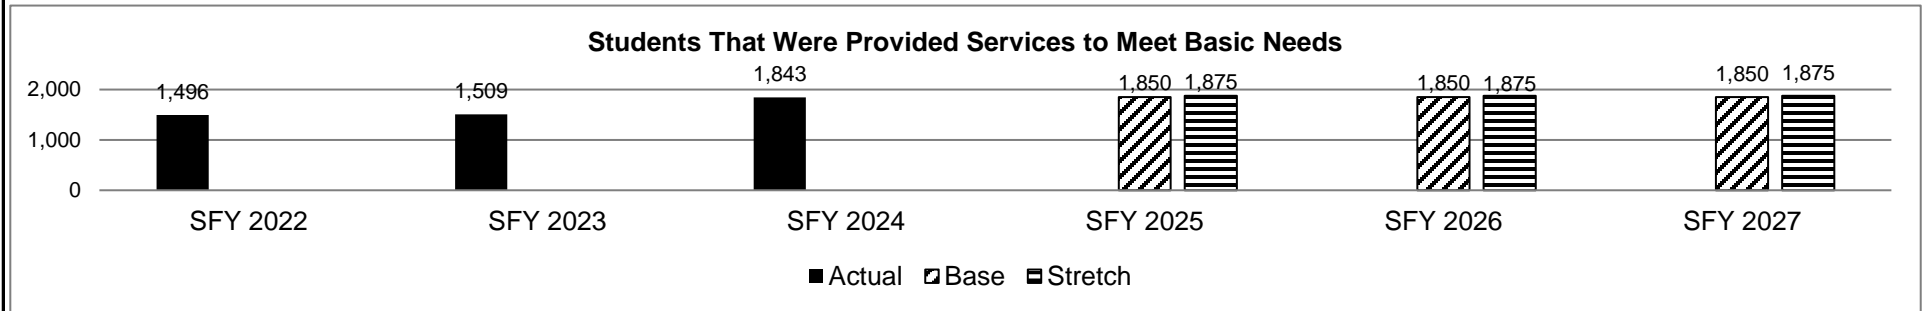 Students That Were Provided Services to Meet Basic Needs
1,496 1,509 1,843 1,850 1,875 1,850 1,875 1,850 1,875
2,000
1,000
0
SFY 2022 SFY 2023 SFY 2024 SFY 2025 SFY 2026 SFY 2027
Actual Base Stretch